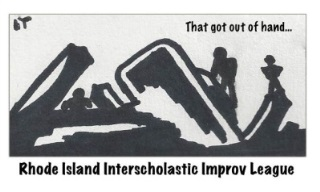 That got out of hand...
Rhode Island Interscholastic Improv League